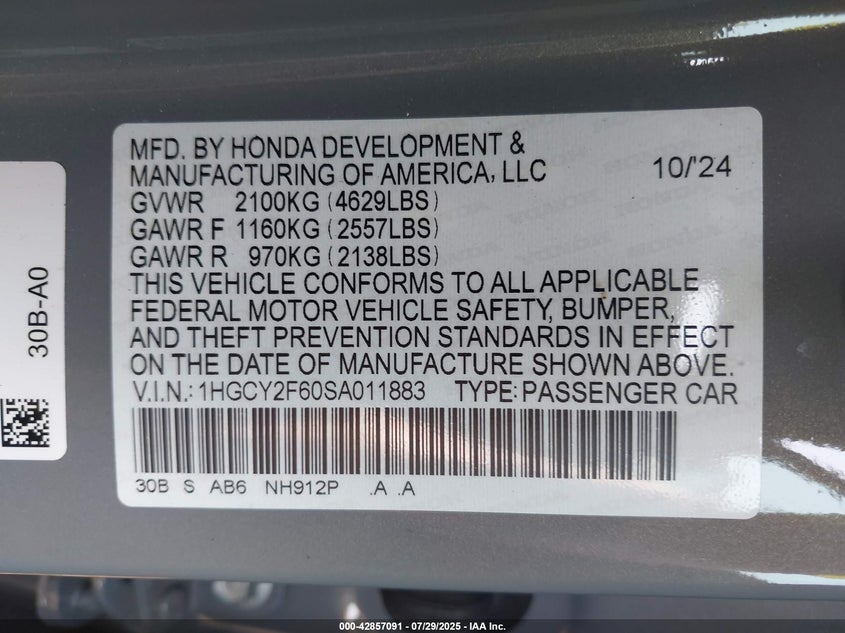 MFD. BY HONDA DEVELOPMENT &
MANUFACTURING OF AMERICA, LLC 10/'24
GVWR 2100KG (4629LBS)
GAWR F 1160KG (2557LBS)
GAWR R 970KG (2138LBS)
THIS VEHICLE CONFORMS TO ALL APPLICABLE
FEDERAL MOTOR VEHICLE SAFETY, BUMPER,
AND THEFT PREVENTION STANDARDS IN EFFECT
ON THE DATE OF MANUFACTURE SHOWN ABOVE.
V.I.N.: 1HGCY2F60SA011883 TYPE: PASSENGER CAR
30B S AB6 NH912P .A .A
30B-A0
000-42857091 - 07/29/2025 - IAA Inc.